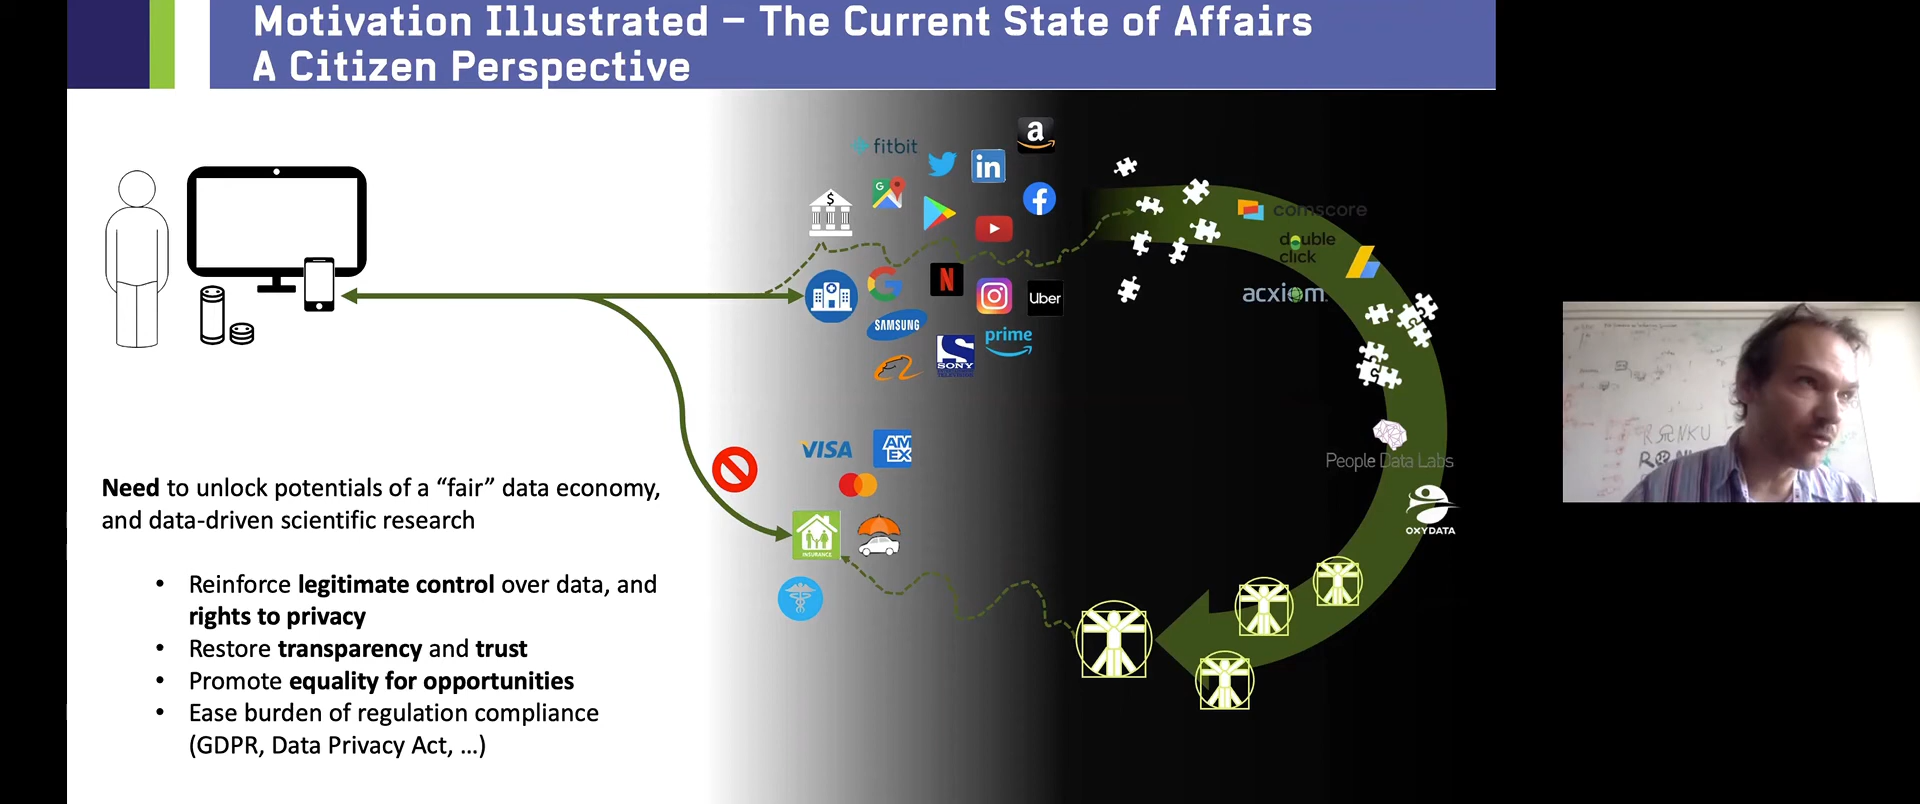 Motivation Illustrated – The Current State of Affairs
A Citizen Perspective
fitbit
a
in
G
$
f
comscore
double
click
acxiom
G
N
Uber
SAMSUNG
prime
S
SONY
VISA
AM
EX
INSURANCE
People Data Labs
OXYDATA
Need to unlock potentials of a “fair” data economy,
and data-driven scientific research
• Reinforce legitimate control over data, and
rights to privacy
• Restore transparency and trust
• Promote equality for opportunities
• Ease burden of regulation compliance
(GDPR, Data Privacy Act, ...)
RENKU